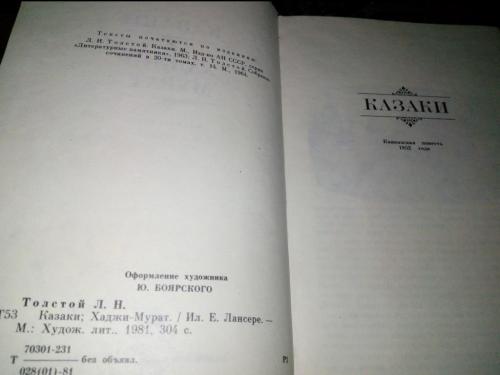 Тексты печатаются по изданию:
Л. Н. Толстой. Казаки. М., Изд-во АН СССР, серия
«Литературные памятники», 1963; Л. Н. Толстой. Собрание
сочинений в 20-ти томах, т. 14. М., 1964.
Оформление художника
Ю. БОЯРСКОГО
Толстой Л. Н.
Т53 Казаки; Хаджи-Мурат. / Ил. Е. Лансере. —
М.: Худож. лит., 1981, 304 с.
70301-231
Т без объявл.
028(01)-81
КАЗАКИ
Кавказская повесть
1852 года